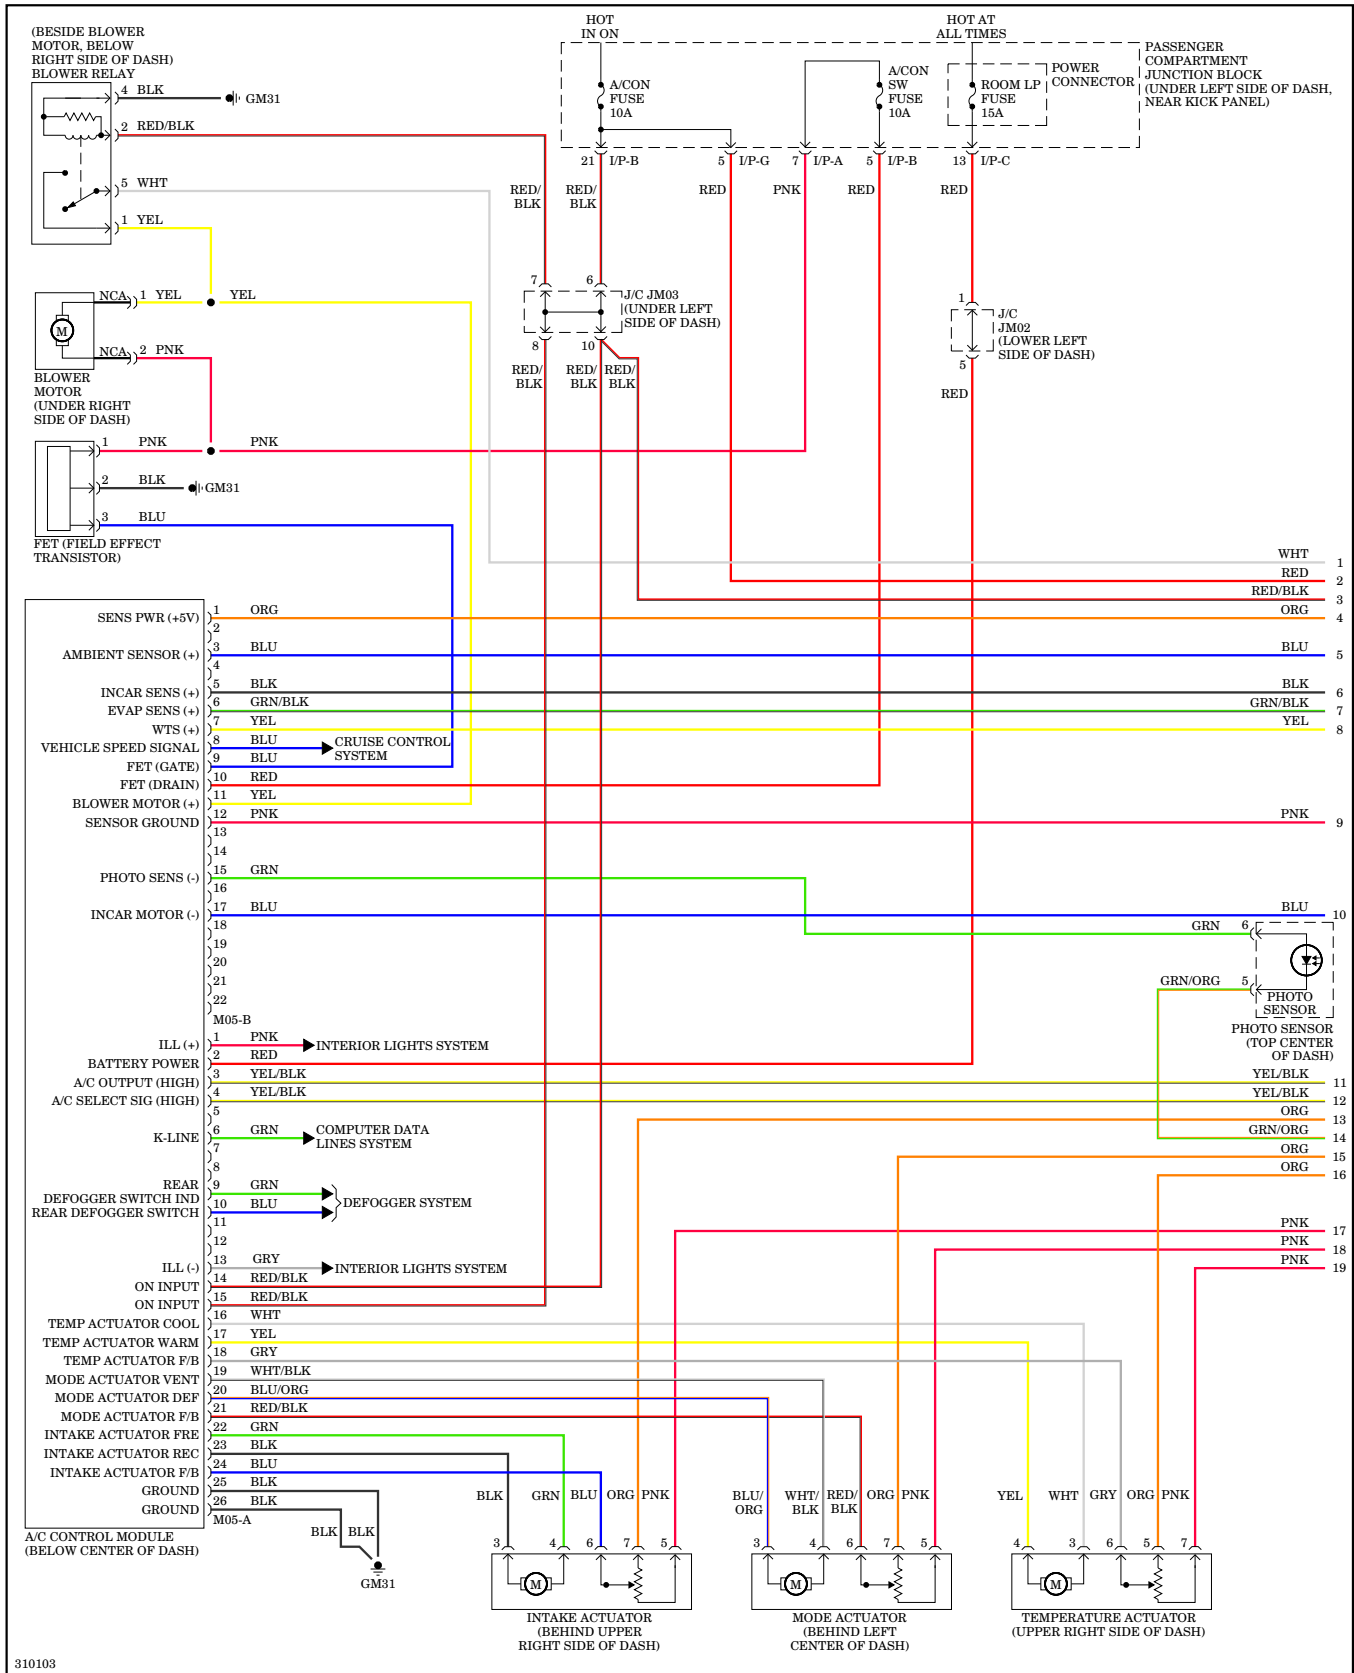 (BESIDE BLOWER
MOTOR, BELOW
RIGHT SIDE OF DASH)
BLOWER RELAY
4 BLK
GM31
2 RED/BLK
5 WHT
1 YEL
HOT
IN ON
HOT AT
ALL TIMES
A/CON
FUSE
10A
A/CON
SW
FUSE
10A
ROOM LP
FUSE
15A
POWER
CONNECTOR
PASSENGER
COMPARTMENT
JUNCTION BLOCK
(UNDER LEFT SIDE OF DASH,
NEAR KICK PANEL)
21 I/P-B
5 I/P-G
7 I/P-A
5 I/P-B
13 I/P-C
RED/
BLK
RED/
BLK
RED
PNK
RED
RED
NCA 1 YEL
YEL
M
NCA 2 PNK
BLOWER
MOTOR
(UNDER RIGHT
SIDE OF DASH)
7
6
J/C JM03
(UNDER LEFT
SIDE OF DASH)
8
10
RED/
BLK
RED/
BLK
RED/
BLK
1
J/C
JM02
(LOWER LEFT
SIDE OF DASH)
5
RED
1 PNK
PNK
2 BLK
GM31
3 BLU
FET (FIELD EFFECT
TRANSISTOR)
WHT 1
RED 2
RED/BLK 3
SENS PWR (+5V) 1 ORG
ORG 4
2
AMBIENT SENSOR (+) 3 BLU
BLU 5
4
INCAR SENS (+) 5 BLK
BLK 6
EVAP SENS (+) 6 GRN/BLK
GRN/BLK 7
WTS (+) 7 YEL
YEL 8
VEHICLE SPEED SIGNAL 8 BLU
CRUISE CONTROL
SYSTEM
FET (GATE) 9 BLU
FET (DRAIN) 10 RED
BLOWER MOTOR (+) 11 YEL
SENSOR GROUND 12 PNK
PNK 9
13
14
PHOTO SENS (-) 15 GRN
16
INCAR MOTOR (-) 17 BLU
BLU 10
18
19
20
21
22
M05-B
GRN 6
GRN/ORG 5
PHOTO
SENSOR
PHOTO SENSOR
(TOP CENTER
OF DASH)
ILL (+) 1 PNK
INTERIOR LIGHTS SYSTEM
BATTERY POWER 2 RED
A/C OUTPUT (HIGH) 3 YEL/BLK
YEL/BLK 11
A/C SELECT SIG (HIGH) 4 YEL/BLK
YEL/BLK 12
5
ORG 13
K-LINE 6 GRN
COMPUTER DATA
LINES SYSTEM
GRN/ORG 14
7
ORG 15
8
ORG 16
REAR
DEFOGGER SWITCH IND 9 GRN
REAR DEFOGGER SWITCH 10 BLU
DEFOGGER SYSTEM
11
PNK 17
12
PNK 18
ILL (-) 13 GRY
INTERIOR LIGHTS SYSTEM
PNK 19
ON INPUT 14 RED/BLK
ON INPUT 15 RED/BLK
TEMP ACTUATOR COOL 16 WHT
TEMP ACTUATOR WARM 17 YEL
TEMP ACTUATOR F/B 18 GRY
MODE ACTUATOR VENT 19 WHT/BLK
MODE ACTUATOR DEF 20 BLU/ORG
MODE ACTUATOR F/B 21 RED/BLK
INTAKE ACTUATOR FRE 22 GRN
INTAKE ACTUATOR REC 23 BLK
INTAKE ACTUATOR F/B 24 BLU
GROUND 25 BLK
GROUND 26 BLK
M05-A
A/C CONTROL MODULE
(BELOW CENTER OF DASH)
BLK BLK
GM31
BLK GRN BLU ORG PNK
3 4 6 7 5
M
INTAKE ACTUATOR
(BEHIND UPPER
RIGHT SIDE OF DASH)
BLU/
ORG
WHT/
BLK
RED/
BLK
ORG PNK
3 4 6 7 5
M
MODE ACTUATOR
(BEHIND LEFT
CENTER OF DASH)
YEL WHT GRY ORG PNK
4 3 6 5 7
M
TEMPERATURE ACTUATOR
(UPPER RIGHT SIDE OF DASH)
310103